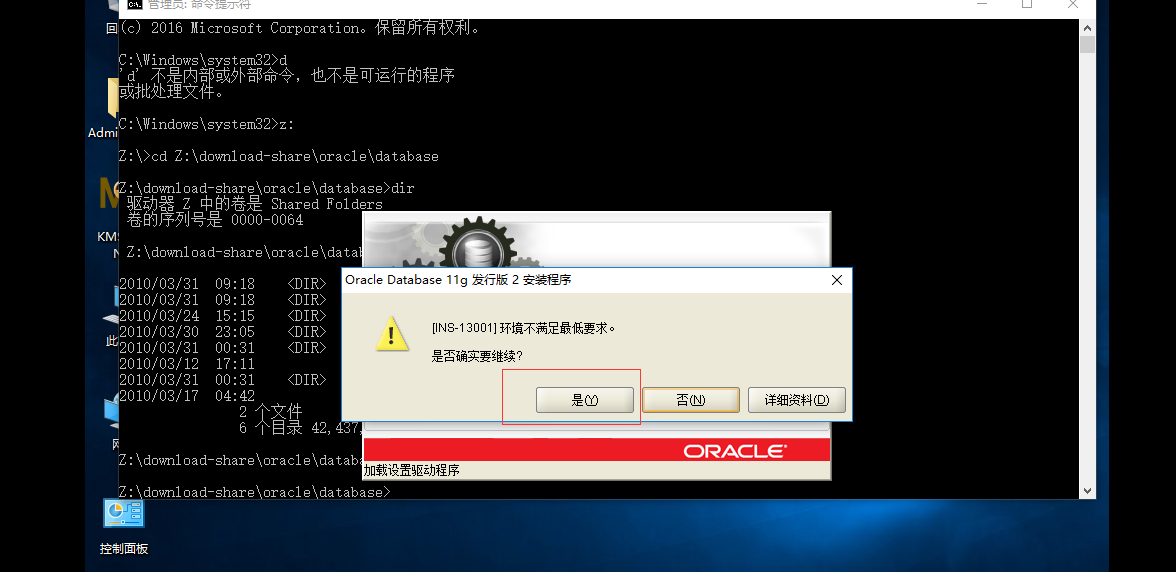 管理员: 命令提示符
回
(c) 2016 Microsoft Corporation。保留所有权利。
C:\Windows\system32>d
'd' 不是内部或外部命令，也不是可运行的程序
或批处理文件。
C:\Windows\system32>z:
Admi
Z:\>cd Z:\download-share\oracle\database
Z:\download-share\oracle\database>dir
驱动器 Z 中的卷是 Shared Folders
卷的序列号是 0000-0064
KMS
N
Z:\download-share\oracle\datab
2010/03/31 09:18 <DIR>
2010/03/31 09:18 <DIR>
2010/03/24 15:15 <DIR>
2010/03/30 23:05 <DIR>
2010/03/31 00:31 <DIR>
2010/03/12 17:11
2010/03/31 00:31 <DIR>
2010/03/17 04:42
2 个文件
6 个目录 42,437,
此
网
Oracle Database 11g 发行版 2 安装程序
[INS-13001] 环境不满足最低要求。
是否确实要继续?
是(Y)
否(N)
详细资料(D)
ORACLE
加载设置驱动程序
Z:\download-share\oracle\databa
Z:\download-share\oracle\database>
控制面板